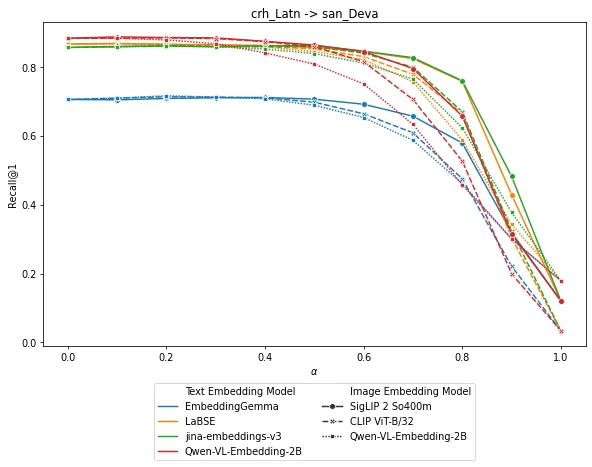 crh_Latn -> san_Deva
Recall@1
0.8
0.6
0.4
0.2
0.0
0.0 0.2 0.4 0.6 0.8 1.0
α
Text Embedding Model
EmbeddingGemma
LaBSE
jina-embeddings-v3
Qwen-VL-Embedding-2B
Image Embedding Model
SigLIP 2 So400m
CLIP ViT-B/32
Qwen-VL-Embedding-2B